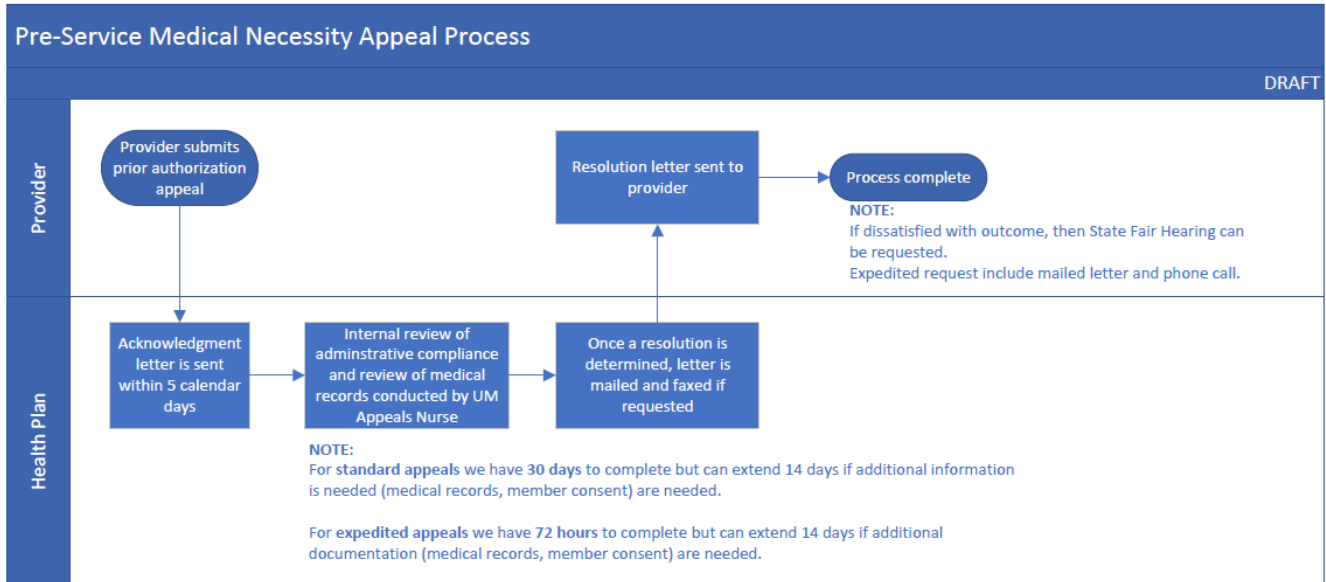 Pre-Service Medical Necessity Appeal Process
DRAFT
Provider
Provider submits
prior authorization
appeal
Resolution letter sent to
provider
Process complete
NOTE:
If dissatisfied with outcome, then State Fair Hearing can
be requested.
Expedited request include mailed letter and phone call.
Health Plan
Acknowledgment
letter is sent
within 5 calendar
days
Internal review of
adminstrative compliance
and review of medical
records conducted by UM
Appeals Nurse
Once a resolution is
determined, letter is
mailed and faxed if
requested
NOTE:
For standard appeals we have 30 days to complete but can extend 14 days if additional information
is needed (medical records, member consent) are needed.
For expedited appeals we have 72 hours to complete but can extend 14 days if additional
documentation (medical records, member consent) are needed.